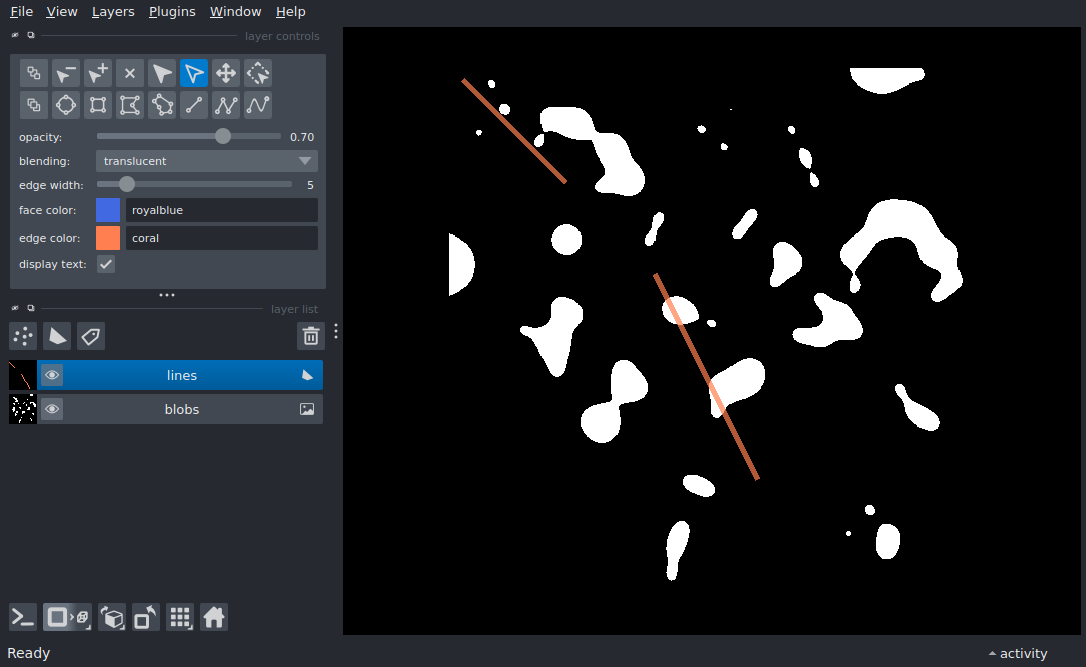 File View Layers Plugins Window Help
layer controls
opacity: 0.70
blending: translucent
edge width: 5
face color: royalblue
edge color: coral
display text:
layer list
lines
blobs
Ready
activity